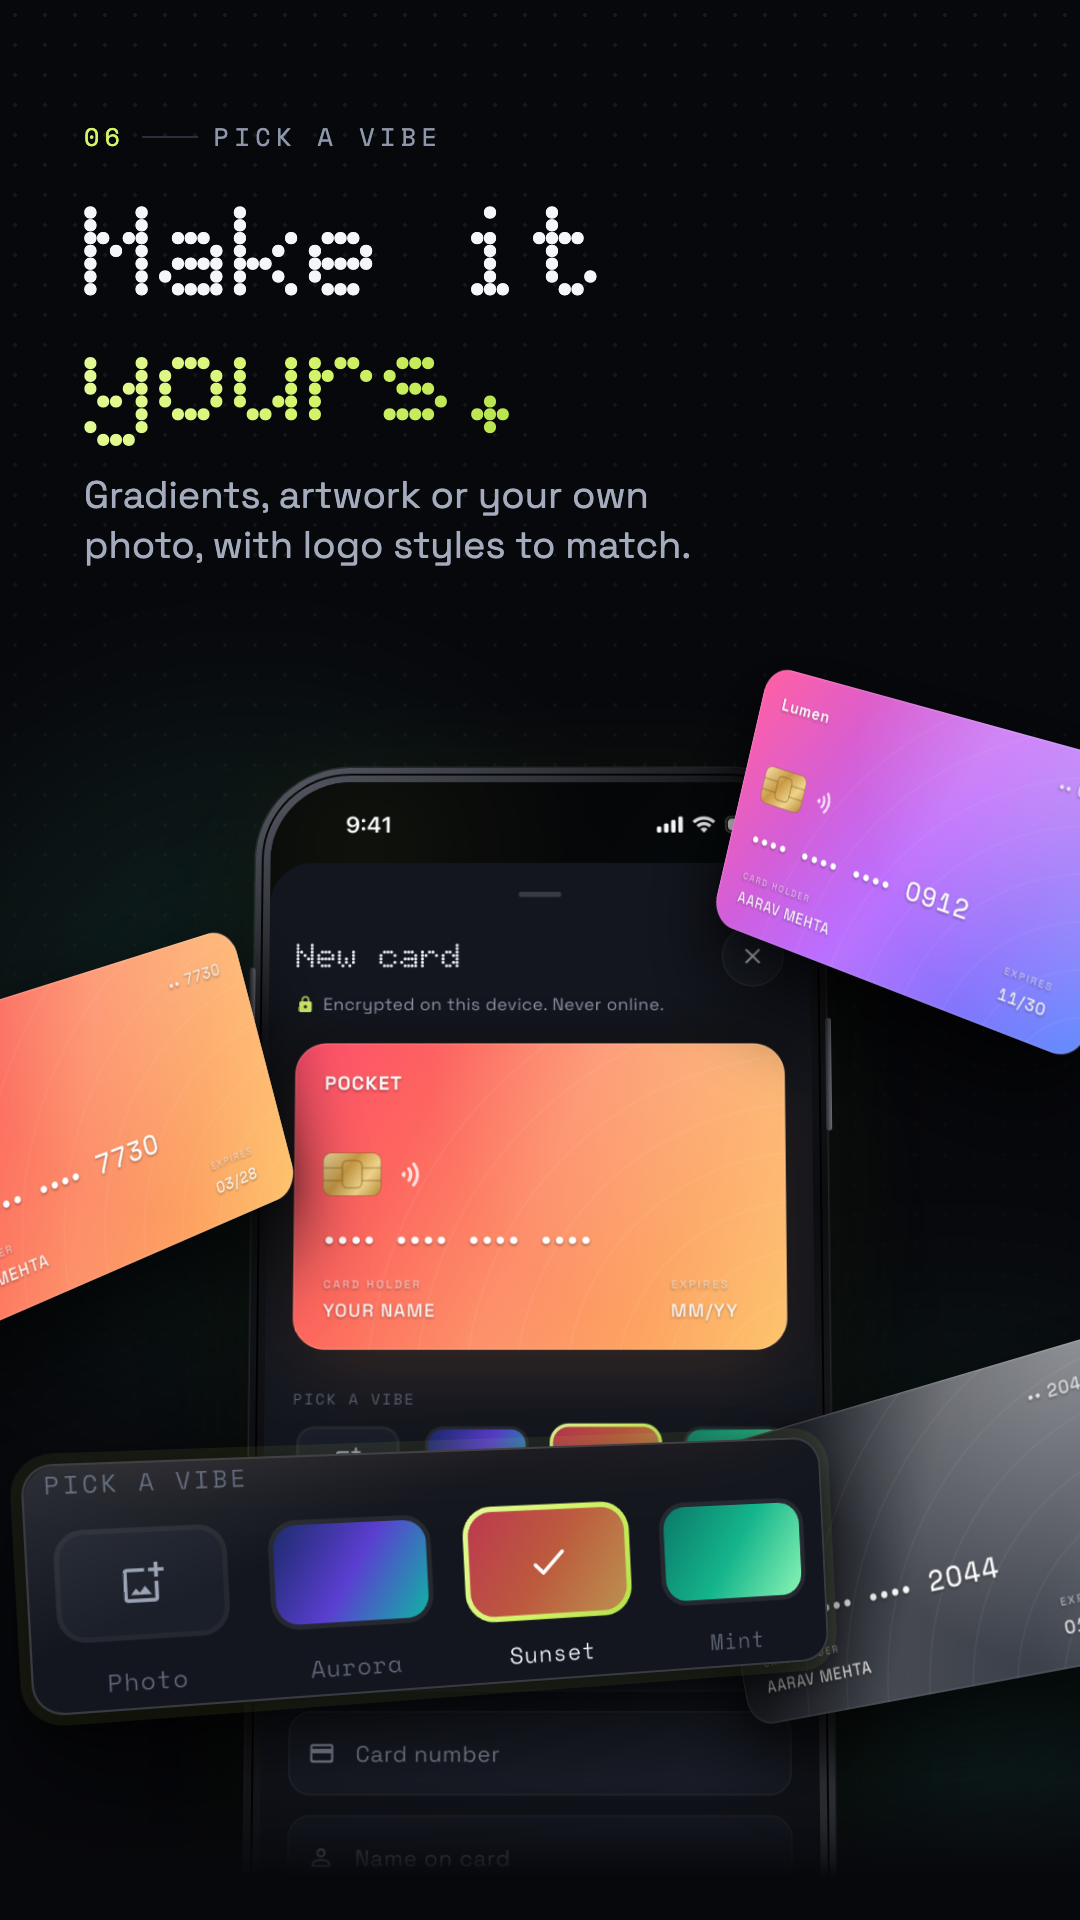 06 PICK A VIBE
Make it
yours.
Gradients, artwork or your own
photo, with logo styles to match.
Lumen
•••• •••• •••• 0912
CARD HOLDER
AARAV MEHTA
EXPIRES
11/30
9:41
New card
Encrypted on this device. Never online.
•• 7730
•••• 7730
EXPIRES
03/28
MEHTA
POCKET
•••• •••• •••• ••••
CARD HOLDER
YOUR NAME
EXPIRES
MM/YY
PICK A VIBE
•• 204
•••• 2044
AARAV MEHTA
PICK A VIBE
Photo
Aurora
Sunset
Mint
Card number
Name on card